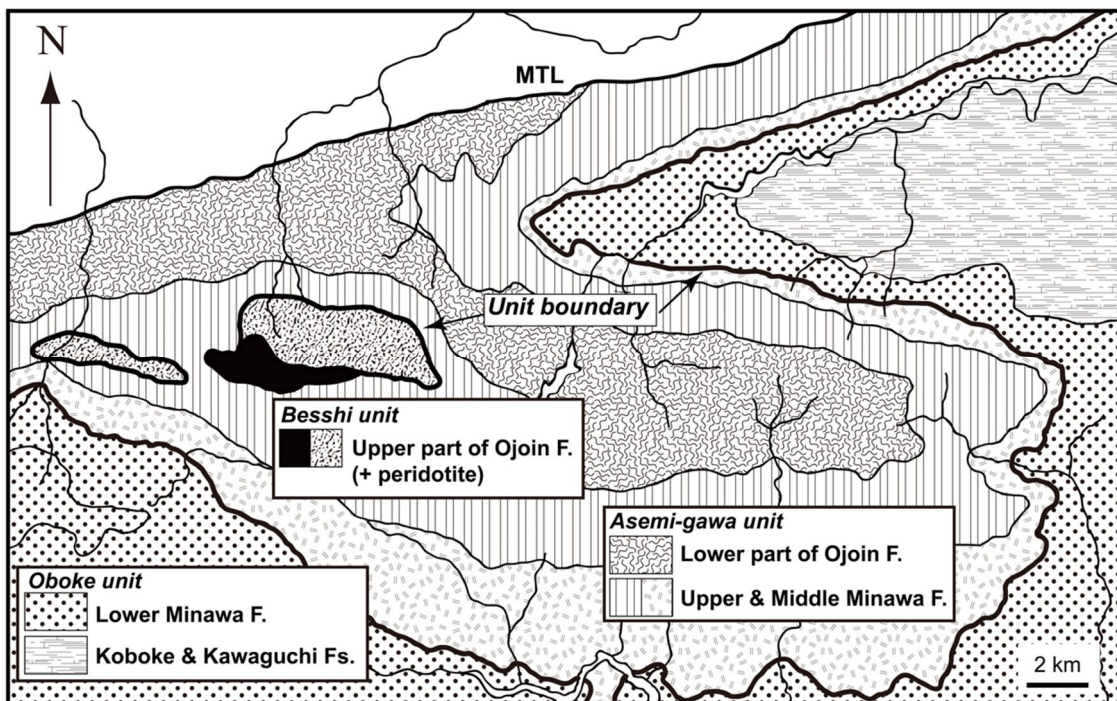 N
MTL
Unit boundary
Besshi unit
Upper part of Ojoin F.
(+ peridotite)
Asemi-gawa unit
Lower part of Ojoin F.
Upper & Middle Minawa F.
Oboke unit
Lower Minawa F.
Koboke & Kawaguchi Fs.
2 km